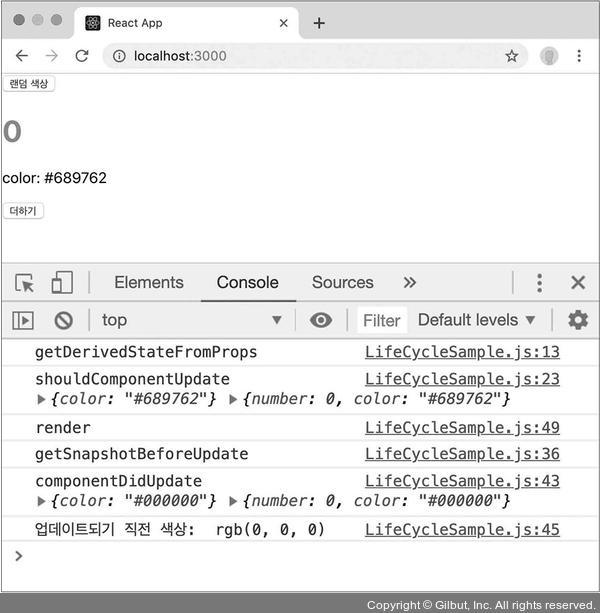 React App
localhost:3000
랜덤 색상
0
color: #689762
더하기
Elements Console Sources
top Filter Default levels
getDerivedStateFromProps LifeCycleSample.js:13
shouldComponentUpdate LifeCycleSample.js:23
{color: "#689762"} {number: 0, color: "#689762"}
render LifeCycleSample.js:49
getSnapshotBeforeUpdate LifeCycleSample.js:36
componentDidUpdate LifeCycleSample.js:43
{color: "#000000"} {number: 0, color: "#000000"}
업데이트되기 직전 색상: rgb(0, 0, 0) LifeCycleSample.js:45
Copyright © Gilbut, Inc. All rights reserved.